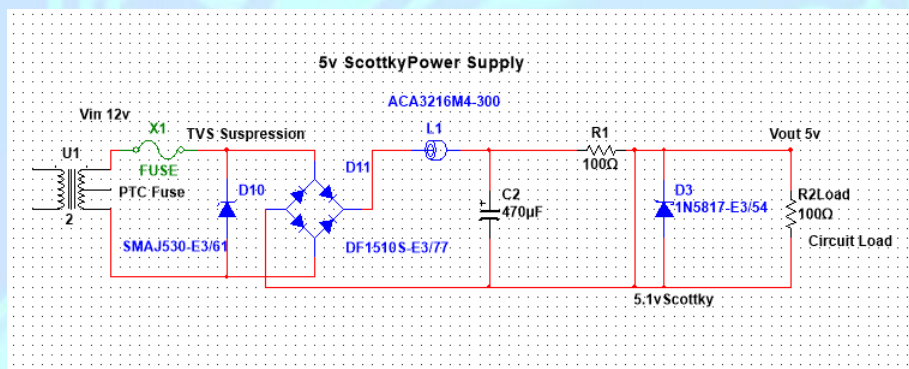 5v ScottkyPower Supply
ACA3216M4-300
Vin 12v
X1
TVS Suspression
L1
R1
Vout 5v
U1
FUSE
D11
100Ω
PTC Fuse
D10
D3
R2Load
C2
1N5817-E3/54
100Ω
+
470µF
2
SMAJ530-E3/61
DF1510S-E3/77
Circuit Load
5.1vScottky